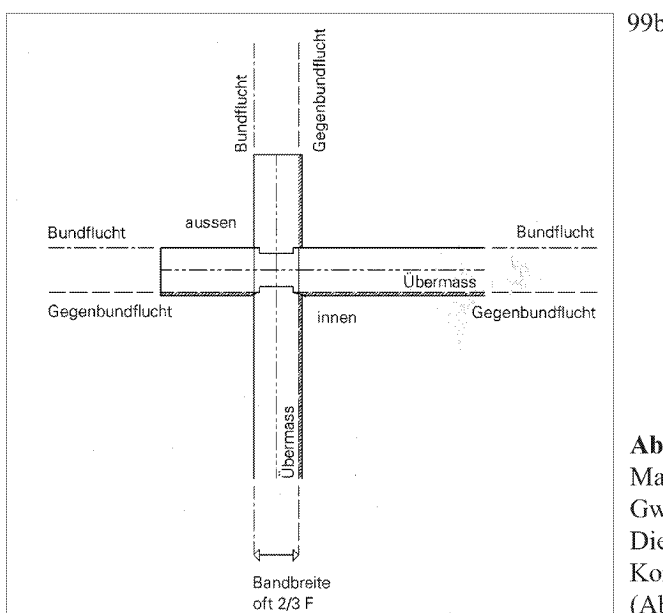 99b
Bundflucht
Gegenbundflucht
aussen
Bundflucht
Bundflucht
Übermass
Gegenbundflucht
innen
Gegenbundflucht
Übermass
Bandbreite
oft 2/3 F
Ab
Ma
Gw
Die
Ko
(Ab